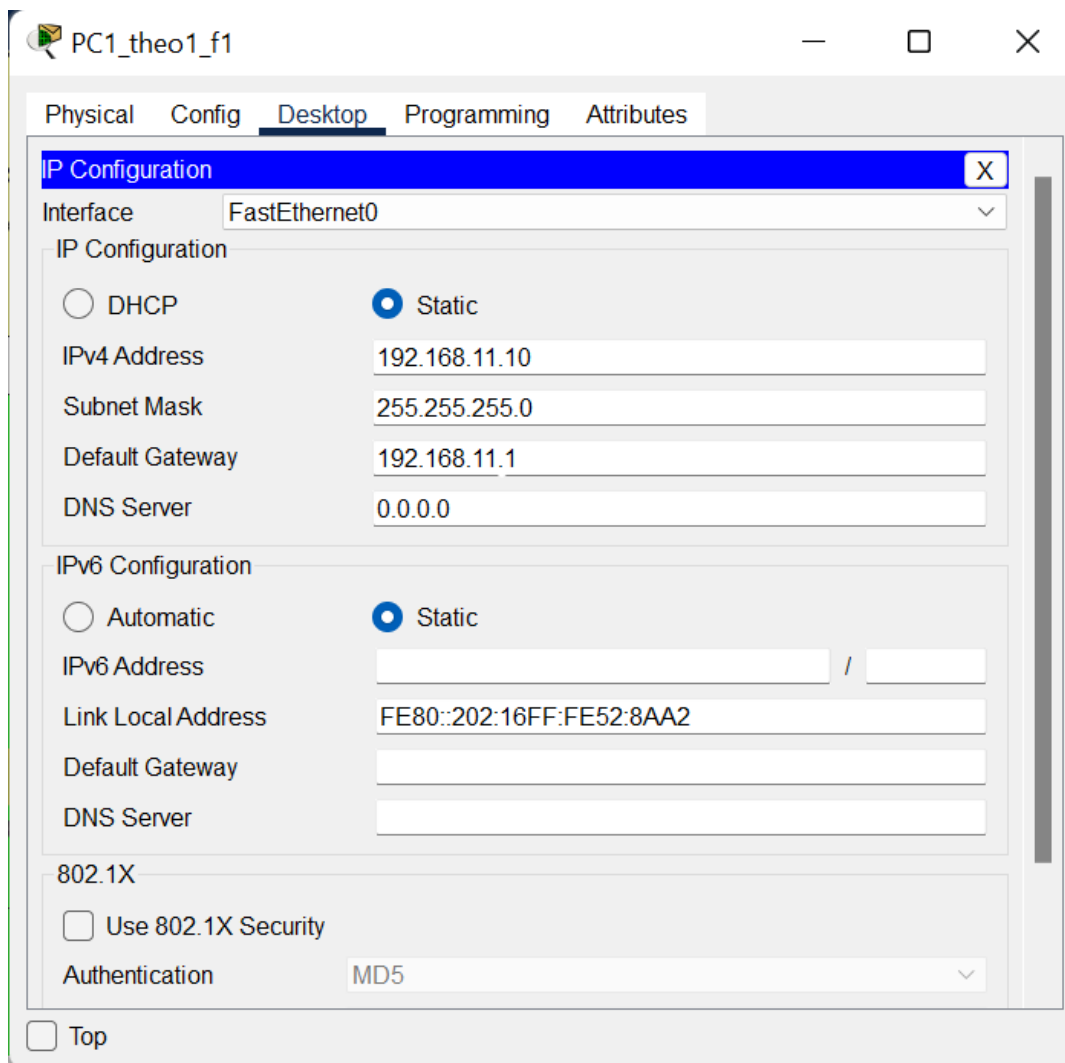 PC1_theo1_f1
Physical Config Desktop Programming Attributes
IP Configuration X
Interface FastEthernet0
IP Configuration
DHCP Static
IPv4 Address 192.168.11.10
Subnet Mask 255.255.255.0
Default Gateway 192.168.11.1
DNS Server 0.0.0.0
IPv6 Configuration
Automatic Static
IPv6 Address /
Link Local Address FE80::202:16FF:FE52:8AA2
Default Gateway
DNS Server
802.1X
Use 802.1X Security
Authentication MD5
Top